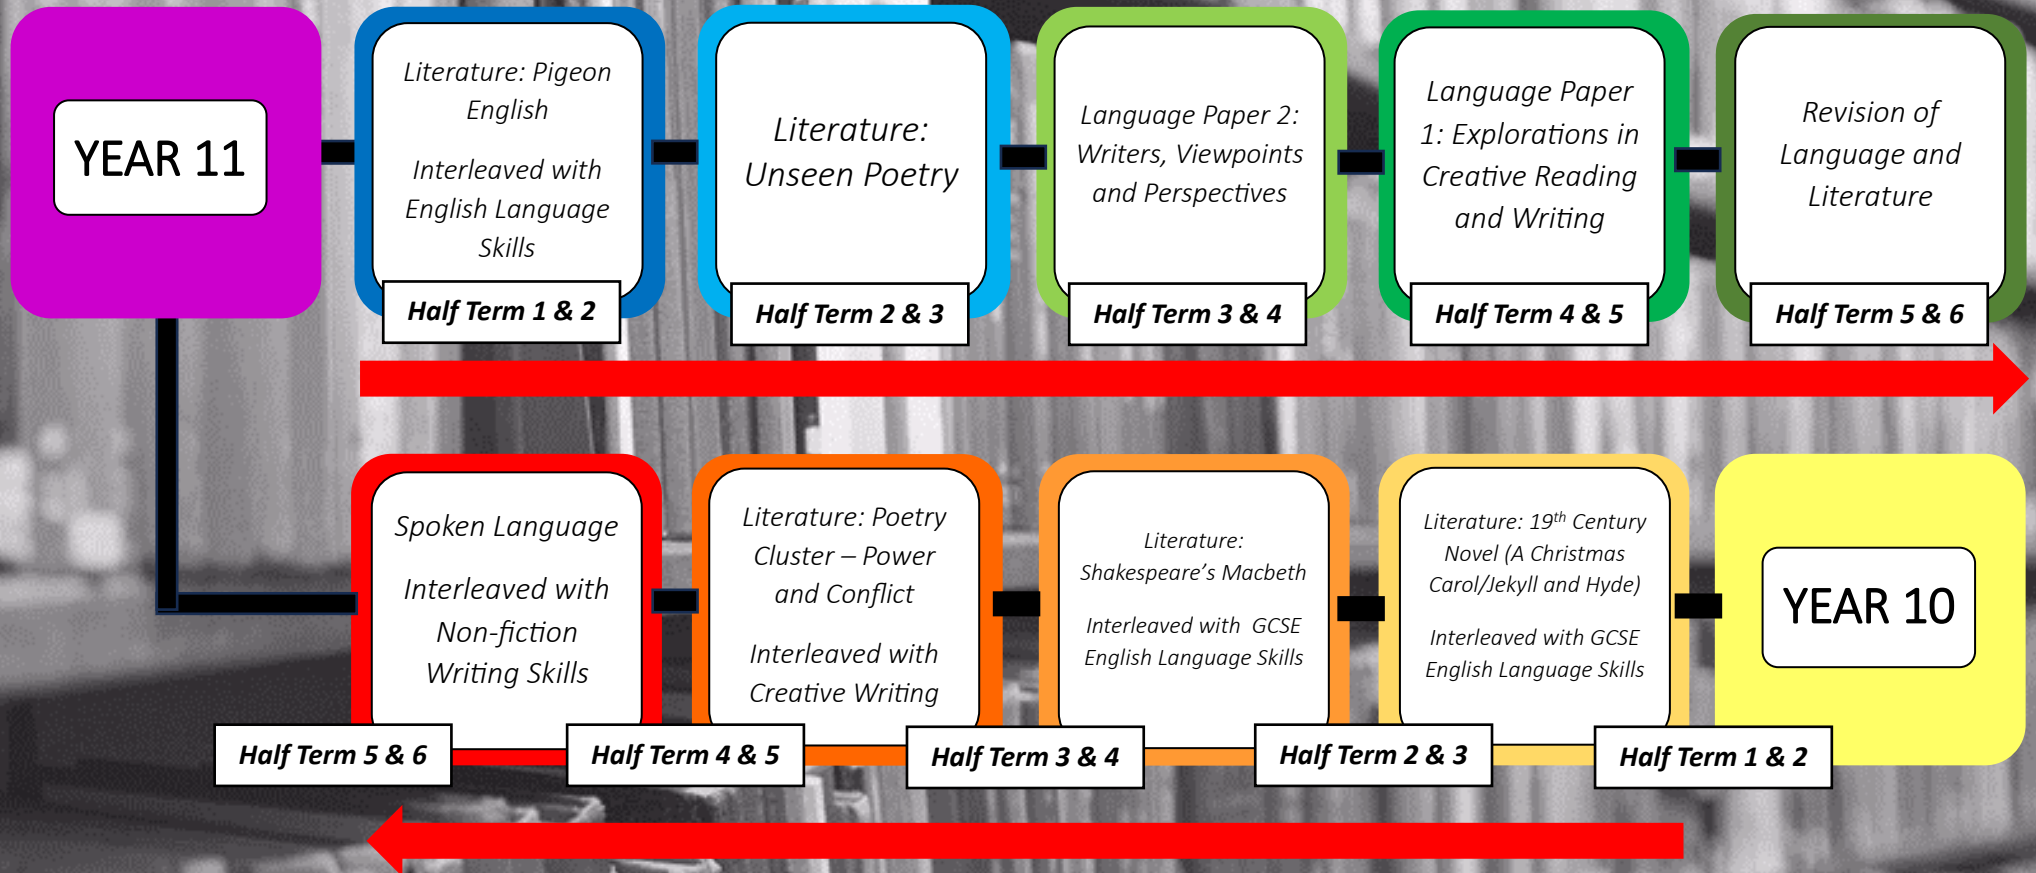 YEAR 11
Literature: Pigeon
English
Interleaved with
English Language
Skills
Half Term 1 & 2
Literature:
Unseen Poetry
Half Term 2 & 3
Language Paper 2:
Writers, Viewpoints
and Perspectives
Half Term 3 & 4
Language Paper
1: Explorations in
Creative Reading
and Writing
Half Term 4 & 5
Revision of
Language and
Literature
Half Term 5 & 6
Spoken Language
Interleaved with
Non-fiction
Writing Skills
Half Term 5 & 6
Literature: Poetry
Cluster – Power
and Conflict
Interleaved with
Creative Writing
Half Term 4 & 5
Literature:
Shakespeare’s Macbeth
Interleaved with  GCSE
English Language Skills
Half Term 3 & 4
Literature: 19th Century
Novel (A Christmas
Carol/Jekyll and Hyde)
Interleaved with GCSE
English Language Skills
Half Term 2 & 3
YEAR 10
Half Term 1 & 2